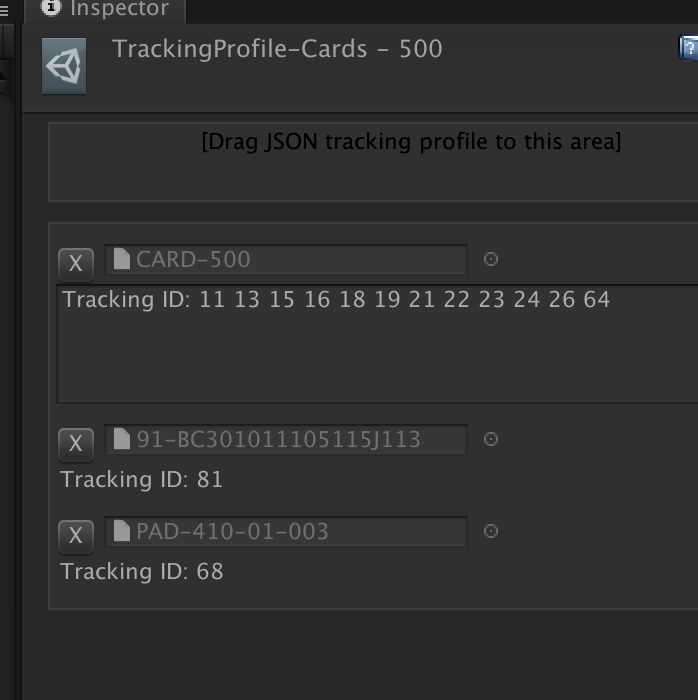 Inspector
TrackingProfile-Cards - 500
[Drag JSON tracking profile to this area]
X CARD-500
Tracking ID: 11 13 15 16 18 19 21 22 23 24 26 64
X 91-BC301011105115J113
Tracking ID: 81
X PAD-410-01-003
Tracking ID: 68